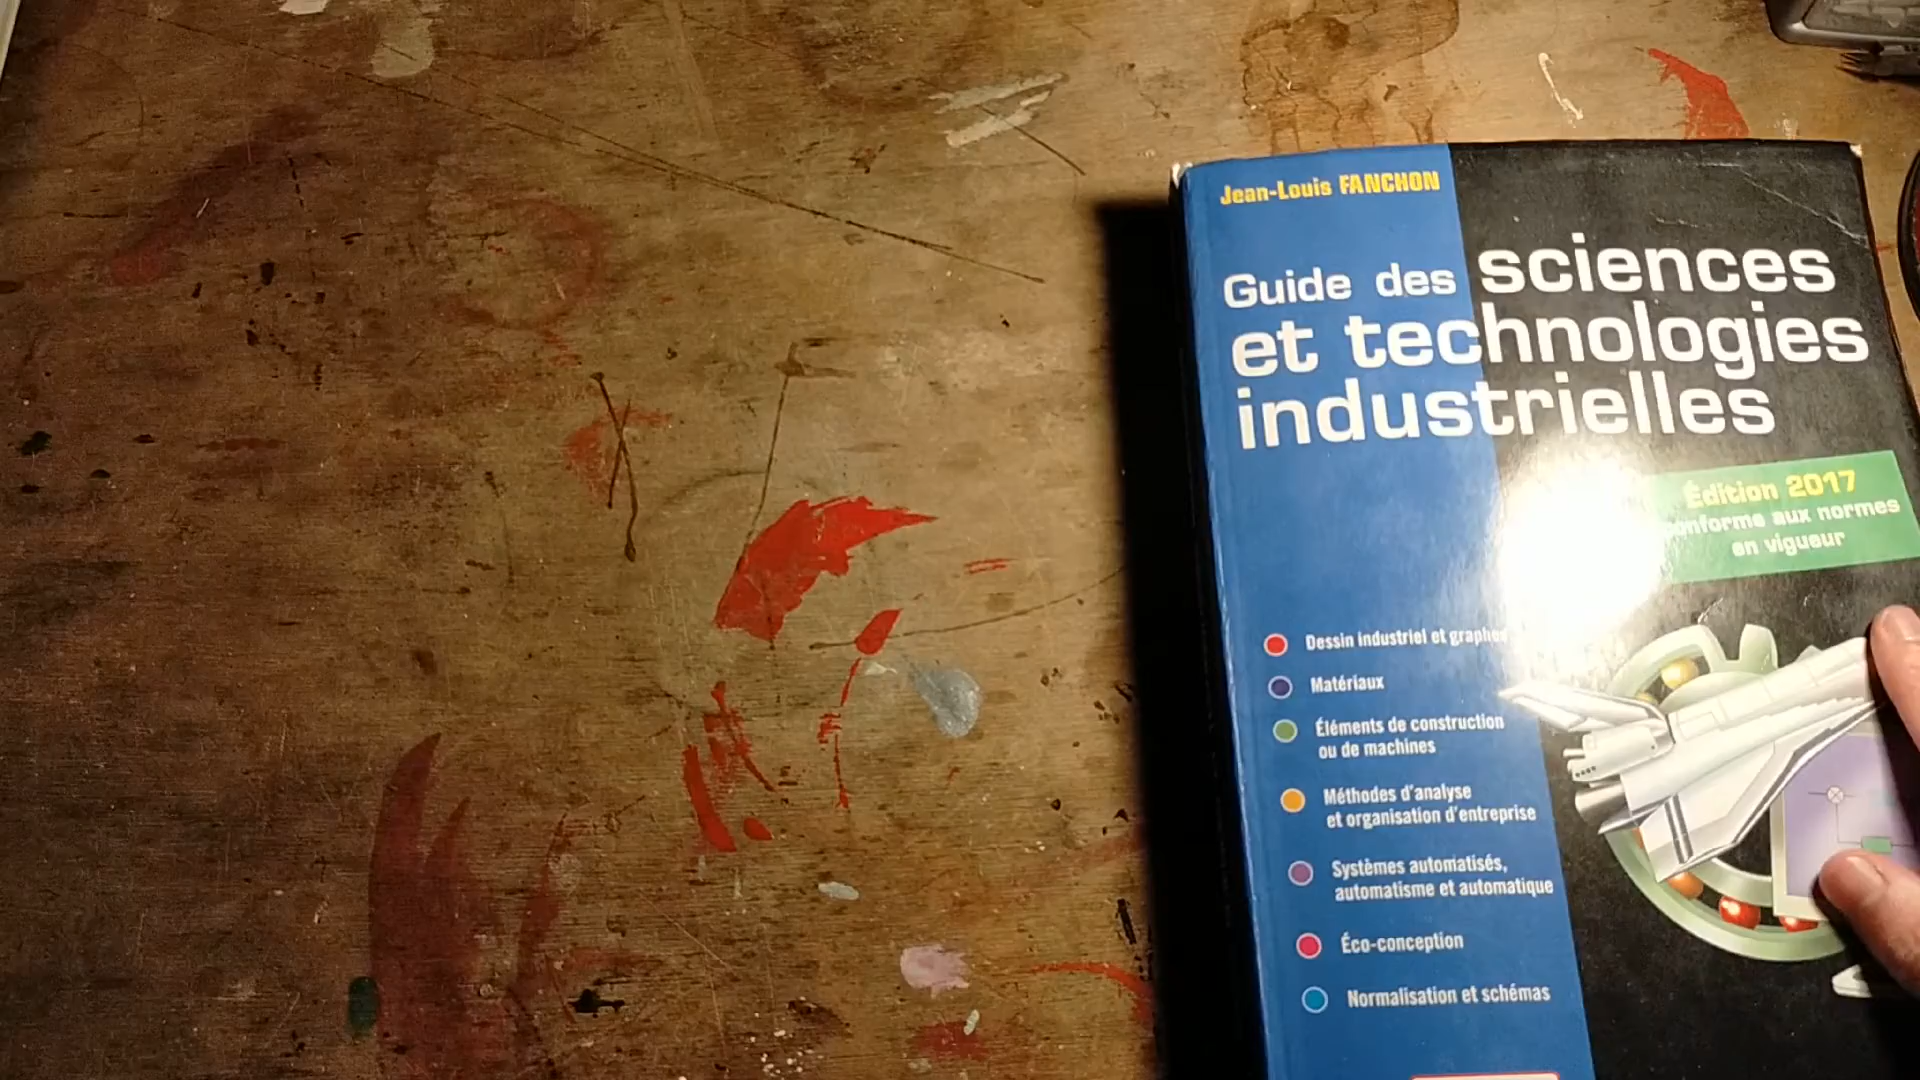 Jean-Louis FANCHON
Guide des sciences
et technologies
industrielles
Édition 2017
conforme aux normes
en vigueur
Dessin industriel et graphes
Matériaux
Éléments de construction
ou de machines
Méthodes d'analyse
et organisation d'entreprise
Systèmes automatisés,
automatisme et automatique
Éco-conception
Normalisation et schémas